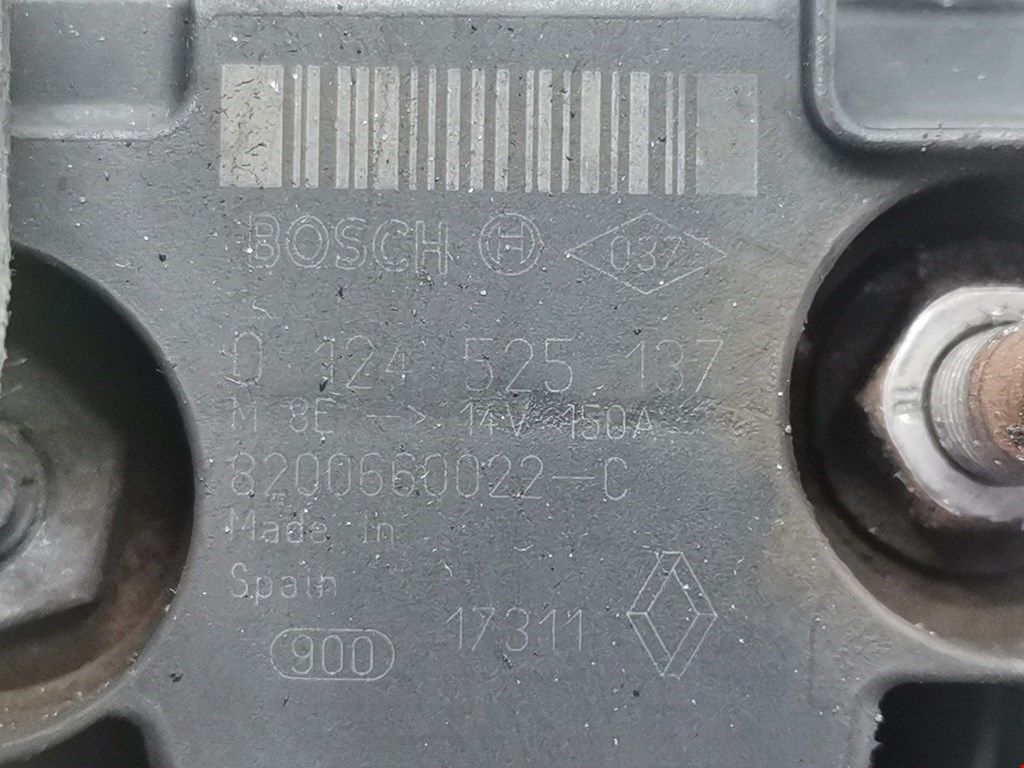 BOSCH H 037
0 124 525 137
M 8E -> 14V 150A
8200660022-C
Made in
Spain
900 17311